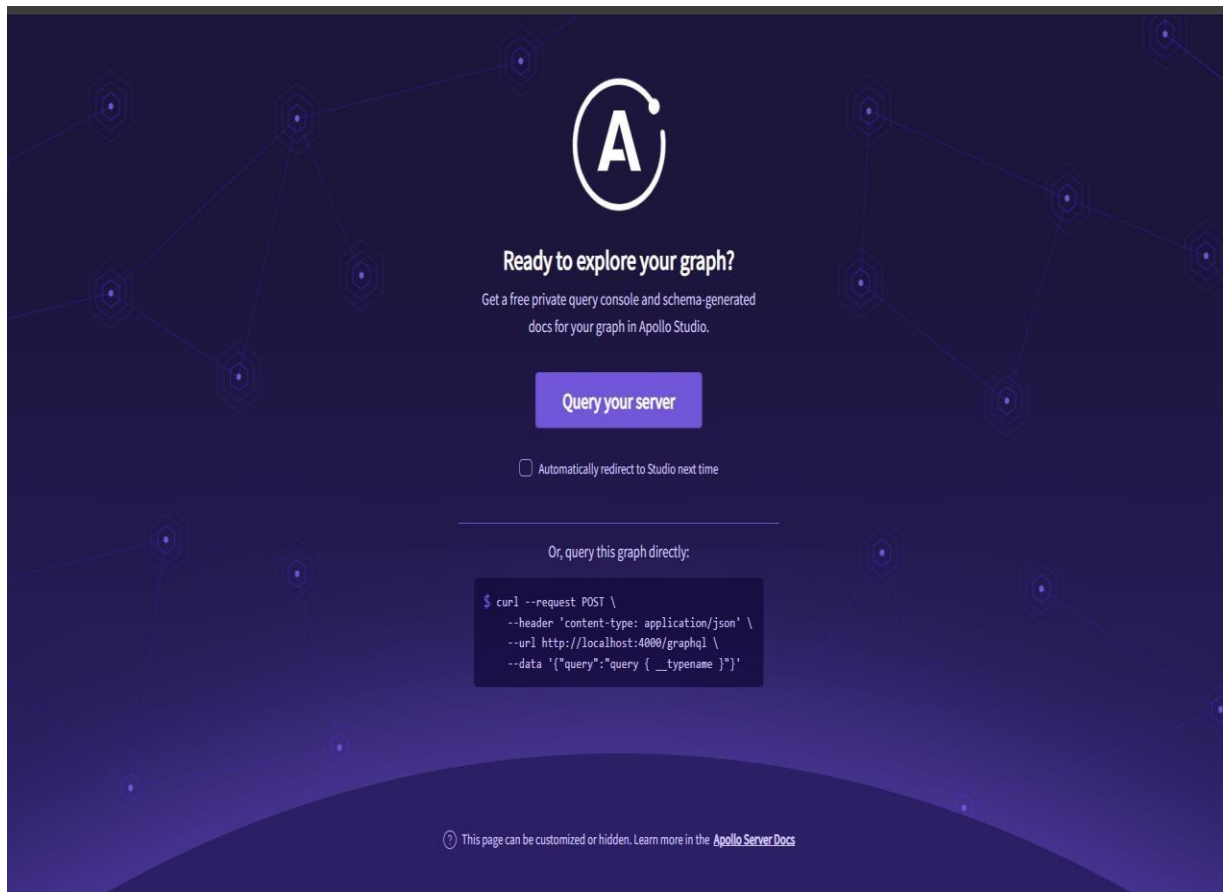 A
Ready to explore your graph?
Get a free private query console and schema-generated
docs for your graph in Apollo Studio.
Query your server
Automatically redirect to Studio next time
Or, query this graph directly:
$ curl --request POST \
--header 'content-type: application/json' \
--url http://localhost:4000/graphql \
--data '{"query":"query { __typename }"}'
? This page can be customized or hidden. Learn more in the Apollo Server Docs